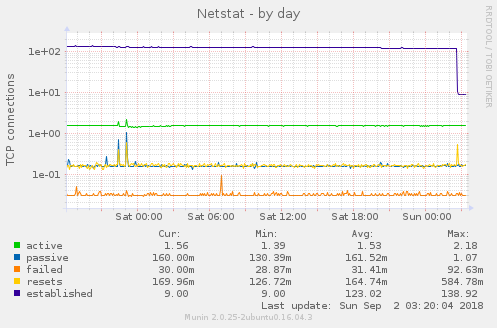 Netstat - by day
RRDTOOL / TOBI OETIKER
TCP connections
1e+02
1e+01
1e+00
1e-01
Sat 00:00 Sat 06:00 Sat 12:00 Sat 18:00 Sun 00:00
Cur: Min: Avg: Max:
active 1.56 1.39 1.53 2.18
passive 160.00m 130.39m 161.52m 1.07
failed 30.00m 28.87m 31.41m 92.63m
resets 169.96m 126.72m 164.74m 584.78m
established 9.00 9.00 123.02 138.92
Last update: Sun Sep 2 03:20:04 2018
Munin 2.0.25-2ubuntu0.16.04.3